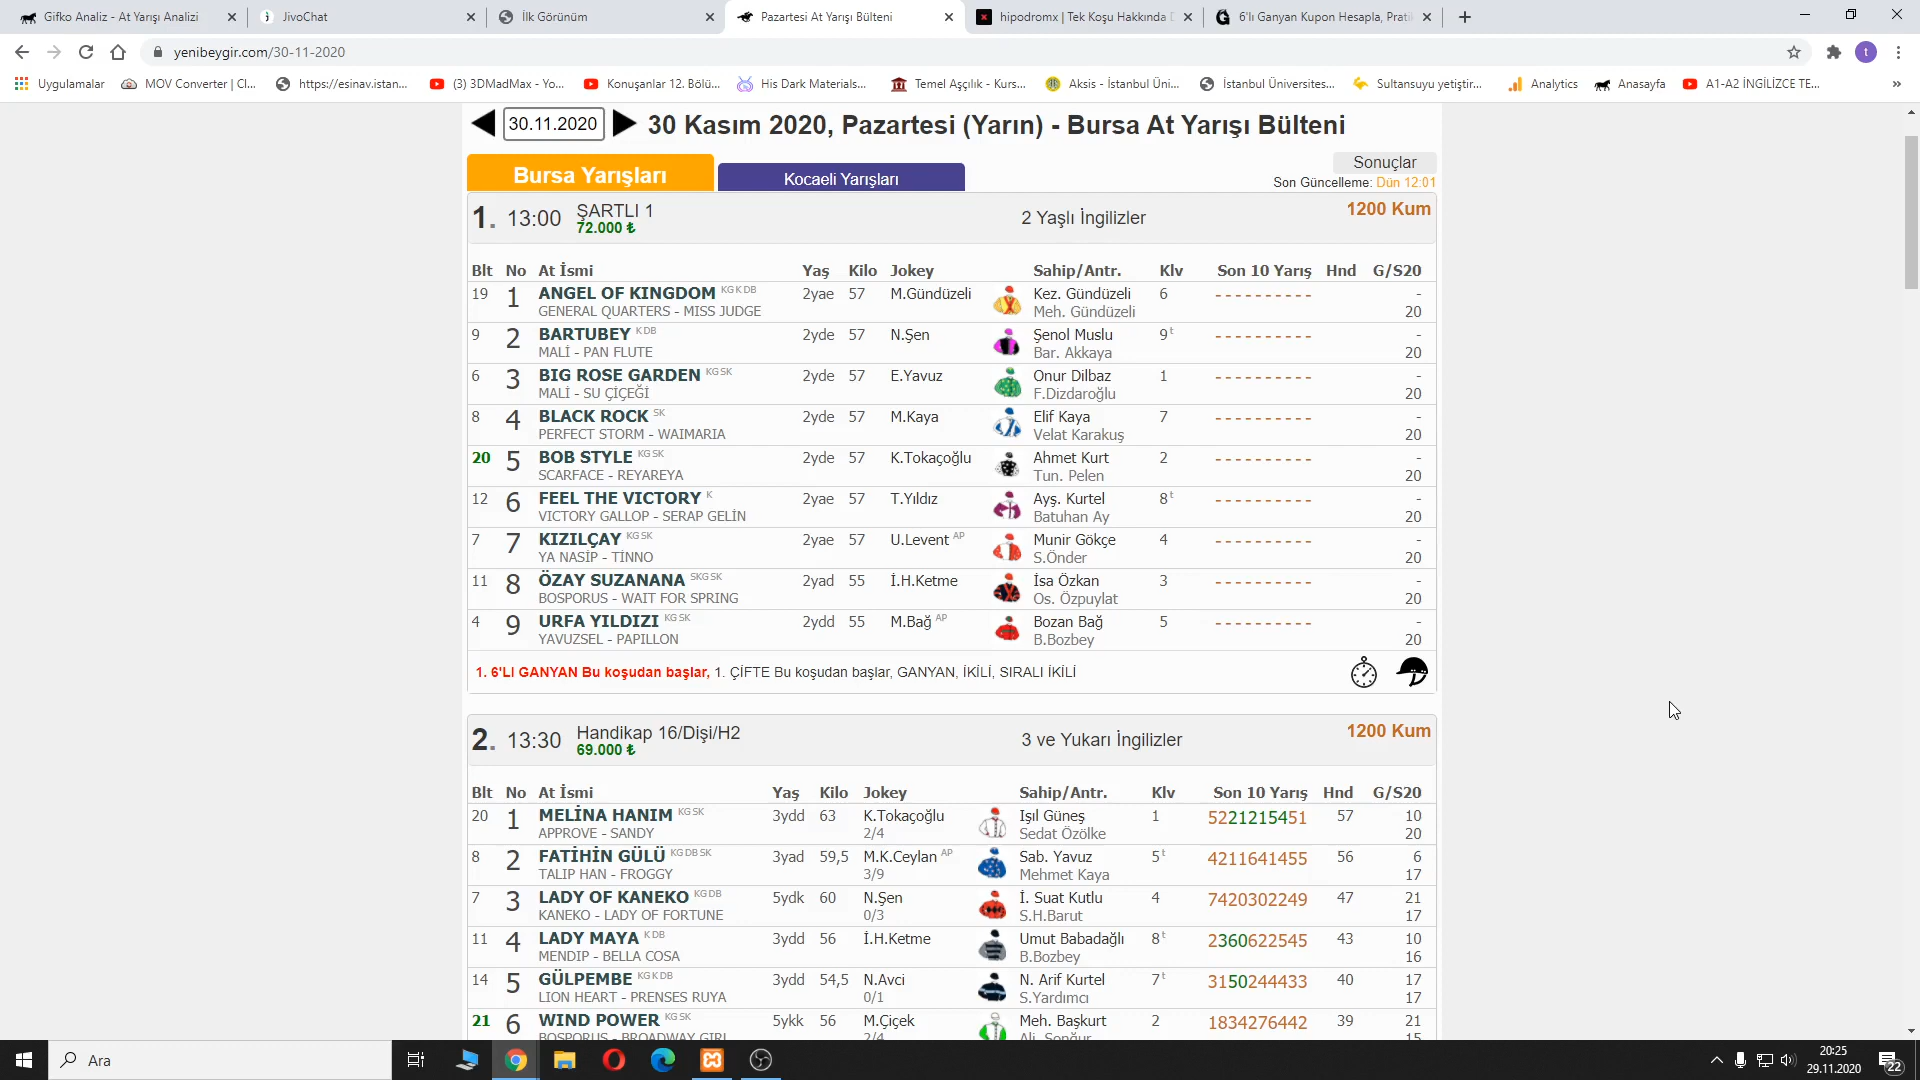 Gifko Analiz - At Yarışı Analizi
JivoChat
İlk Görünüm
Pazartesi At Yarışı Bülteni
hipodromx | Tek Koşu Hakkında
6'lı Ganyan Kupon Hesapla, Prati
yenibeygir.com/30-11-2020
t
Uygulamalar
MOV Converter | Cl...
https://esinav.istan...
(3) 3DMadMax - Yo...
Konuşanlar 12. Bölü...
His Dark Materials...
Temel Aşçılık - Kurs...
Aksis - İstanbul Üni...
İstanbul Üniversites...
Sultansuyu yetiştir...
Analytics
Anasayfa
A1-A2 İNGİLİZCE TE...
»
30.11.2020 30 Kasım 2020, Pazartesi (Yarın) - Bursa At Yarışı Bülteni
Bursa Yarışları
Kocaeli Yarışları
Sonuçlar
Son Güncelleme: Dün 12:01
1. 13:00 ŞARTLI 1 2 Yaşlı İngilizler 1200 Kum
72.000 ₺
Blt No At İsmi Yaş Kilo Jokey Sahip/Antr. Klv Son 10 Yarış Hnd G/S20
19 1 ANGEL OF KINGDOM KG K DB 2yae 57 M.Gündüzeli Kez. Gündüzeli 6 - - - - - - - - - - -
GENERAL QUARTERS - MISS JUDGE Meh. Gündüzeli 20
9 2 BARTUBEY K DB 2yde 57 N.Şen Şenol Muslu 9 t - - - - - - - - - - -
MALİ - PAN FLUTE Bar. Akkaya 20
6 3 BIG ROSE GARDEN KG SK 2yde 57 E.Yavuz Onur Dilbaz 1 - - - - - - - - - - -
MALİ - SU ÇİÇEĞİ F.Dizdaroğlu 20
8 4 BLACK ROCK SK 2yde 57 M.Kaya Elif Kaya 7 - - - - - - - - - - -
PERFECT STORM - WAIMARIA Velat Karakuş 20
20 5 BOB STYLE KG SK 2yde 57 K.Tokaçoğlu Ahmet Kurt 2 - - - - - - - - - - -
SCARFACE - REYAREYA Tun. Pelen 20
12 6 FEEL THE VICTORY K 2yae 57 T.Yıldız Ayş. Kurtel 8 t - - - - - - - - - - -
VICTORY GALLOP - SERAP GELİN Batuhan Ay 20
7 7 KIZILÇAY KG SK 2yae 57 U.Levent AP Munir Gökçe 4 - - - - - - - - - - -
YA NASİP - TİNNO S.Önder 20
11 8 ÖZAY SUZANANA SKG SK 2yad 55 İ.H.Ketme İsa Özkan 3 - - - - - - - - - - -
BOSPORUS - WAIT FOR SPRING Os. Özpuylat 20
4 9 URFA YILDIZI KG SK 2ydd 55 M.Bağ AP Bozan Bağ 5 - - - - - - - - - - -
YAVUZSEL - PAPILLON B.Bozbey 20
1. 6'LI GANYAN Bu koşudan başlar, 1. ÇİFTE Bu koşudan başlar, GANYAN, İKİLİ, SIRALI İKİLİ
2. 13:30 Handikap 16/Dişi/H2 3 ve Yukarı İngilizler 1200 Kum
69.000 ₺
Blt No At İsmi Yaş Kilo Jokey Sahip/Antr. Klv Son 10 Yarış Hnd G/S20
20 1 MELİNA HANIM KG SK 3ydd 63 K.Tokaçoğlu Işıl Güneş 1 5221215451 57 10
APPROVE - SANDY 2/4 Sedat Özölke 20
8 2 FATİHİN GÜLÜ KG DB SK 3yad 59,5 M.K.Ceylan AP Sab. Yavuz 5 t 4211641455 56 6
TALIP HAN - FROGGY 3/9 Mehmet Kaya 17
7 3 LADY OF KANEKO KG DB 5ydk 60 N.Şen İ. Suat Kutlu 4 7420302249 47 21
KANEKO - LADY OF FORTUNE 0/3 S.H.Barut 17
11 4 LADY MAYA K DB 3ydd 56 İ.H.Ketme Umut Babadağlı 8 t 2360622545 43 10
MENDIP - BELLA COSA B.Bozbey 16
14 5 GÜLPEMBE KG K DB 3ydd 54,5 N.Avci N. Arif Kurtel 7 t 3150244433 40 17
LION HEART - PRENSES RUYA 0/1 S.Yardımcı 17
21 6 WIND POWER KG SK 5ykk 56 M.Çiçek Meh. Başkurt 2 1834276442 39 21
BOSPORUS - BROADWAY GIRL 2/4 Ali. Songür 15
Ara
20:25
29.11.2020
22